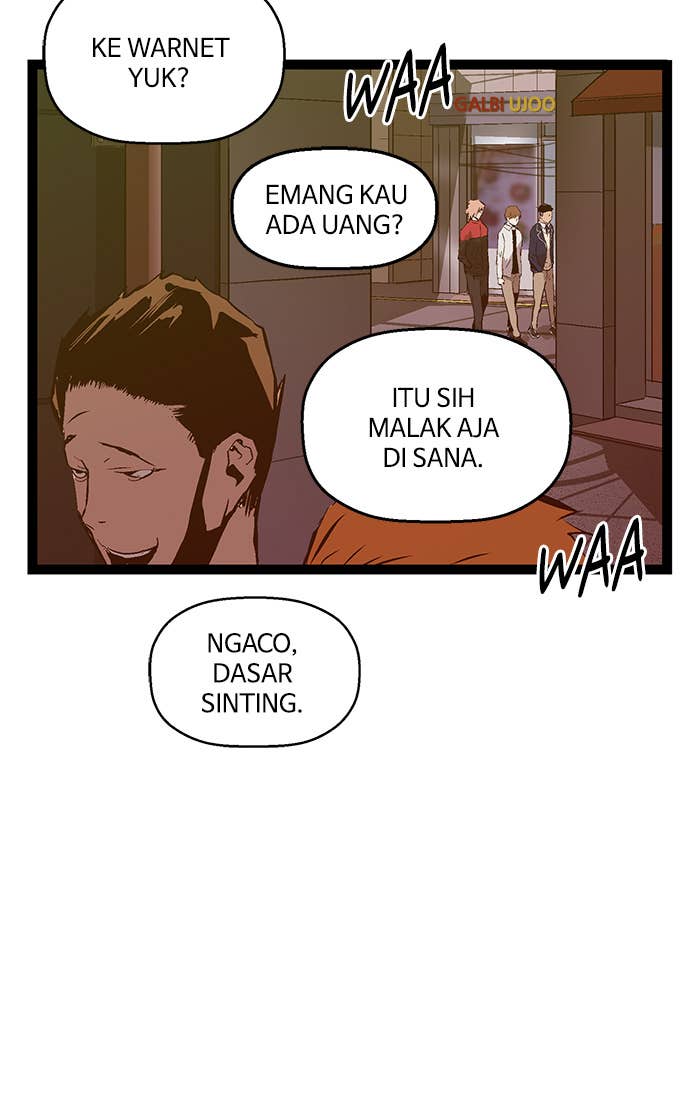 KE WARNET
YUK?
WAA
GALBI UJOO
EMANG KAU
ADA UANG?
ITU SIH
MALAK AJA
DI SANA.
WAA
NGACO,
DASAR
SINTING.